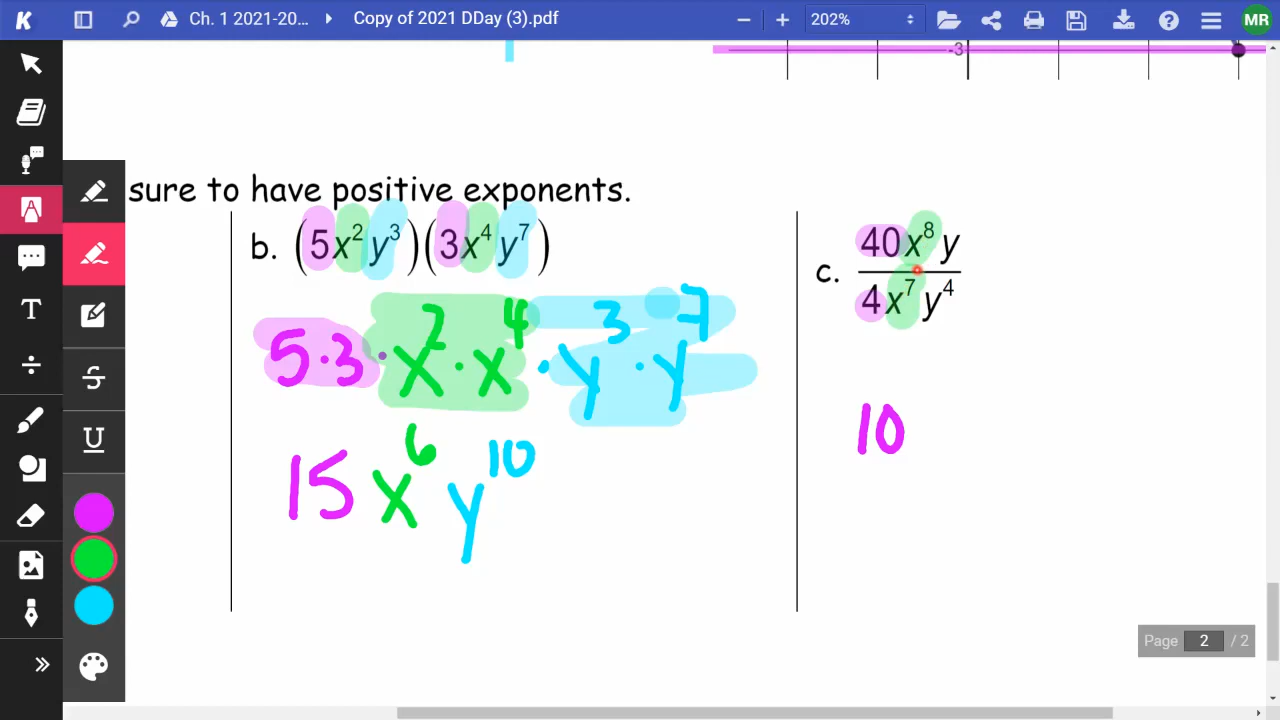 K Ch. 1 2021-20... Copy of 2021 DDay (3).pdf 202% MR
-3
sure to have positive exponents.
b. (5x²y³)(3x⁴y⁷)
c. 40x⁸y
4x⁷y⁴
5·3·x²·x⁴·y³·y⁷
15x⁶y¹⁰
10
Page 2 / 2